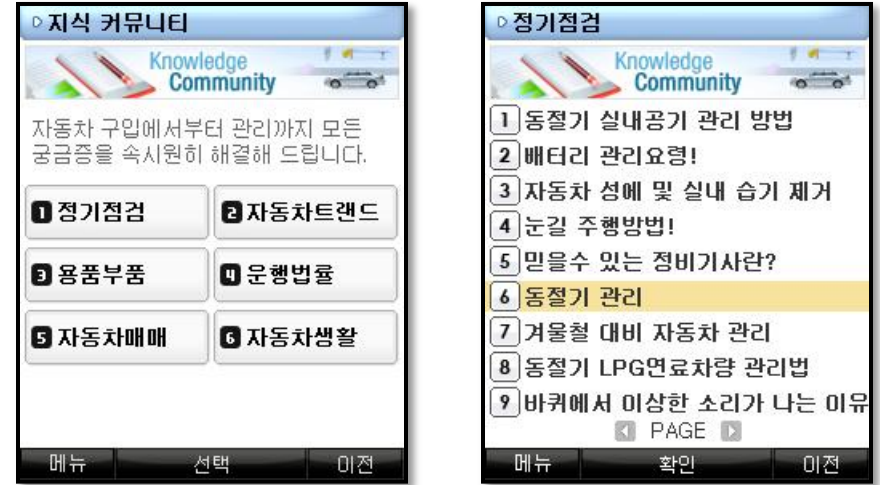 지식 커뮤니티
Knowledge
Community
자동차 구입에서부터 관리까지 모든
궁금증을 속시원히 해결해 드립니다.
1 정기점검
2 자동차트랜드
3 용품부품
4 운행법률
5 자동차매매
6 자동차생활
메뉴 선택 이전
정기점검
Knowledge
Community
1 동절기 실내공기 관리 방법
2 배터리 관리요령!
3 자동차 성에 및 실내 습기 제거
4 눈길 주행방법!
5 믿을수 있는 정비기사란?
6 동절기 관리
7 겨울철 대비 자동차 관리
8 동절기 LPG연료차량 관리법
9 바퀴에서 이상한 소리가 나는 이유
PAGE
메뉴 확인 이전